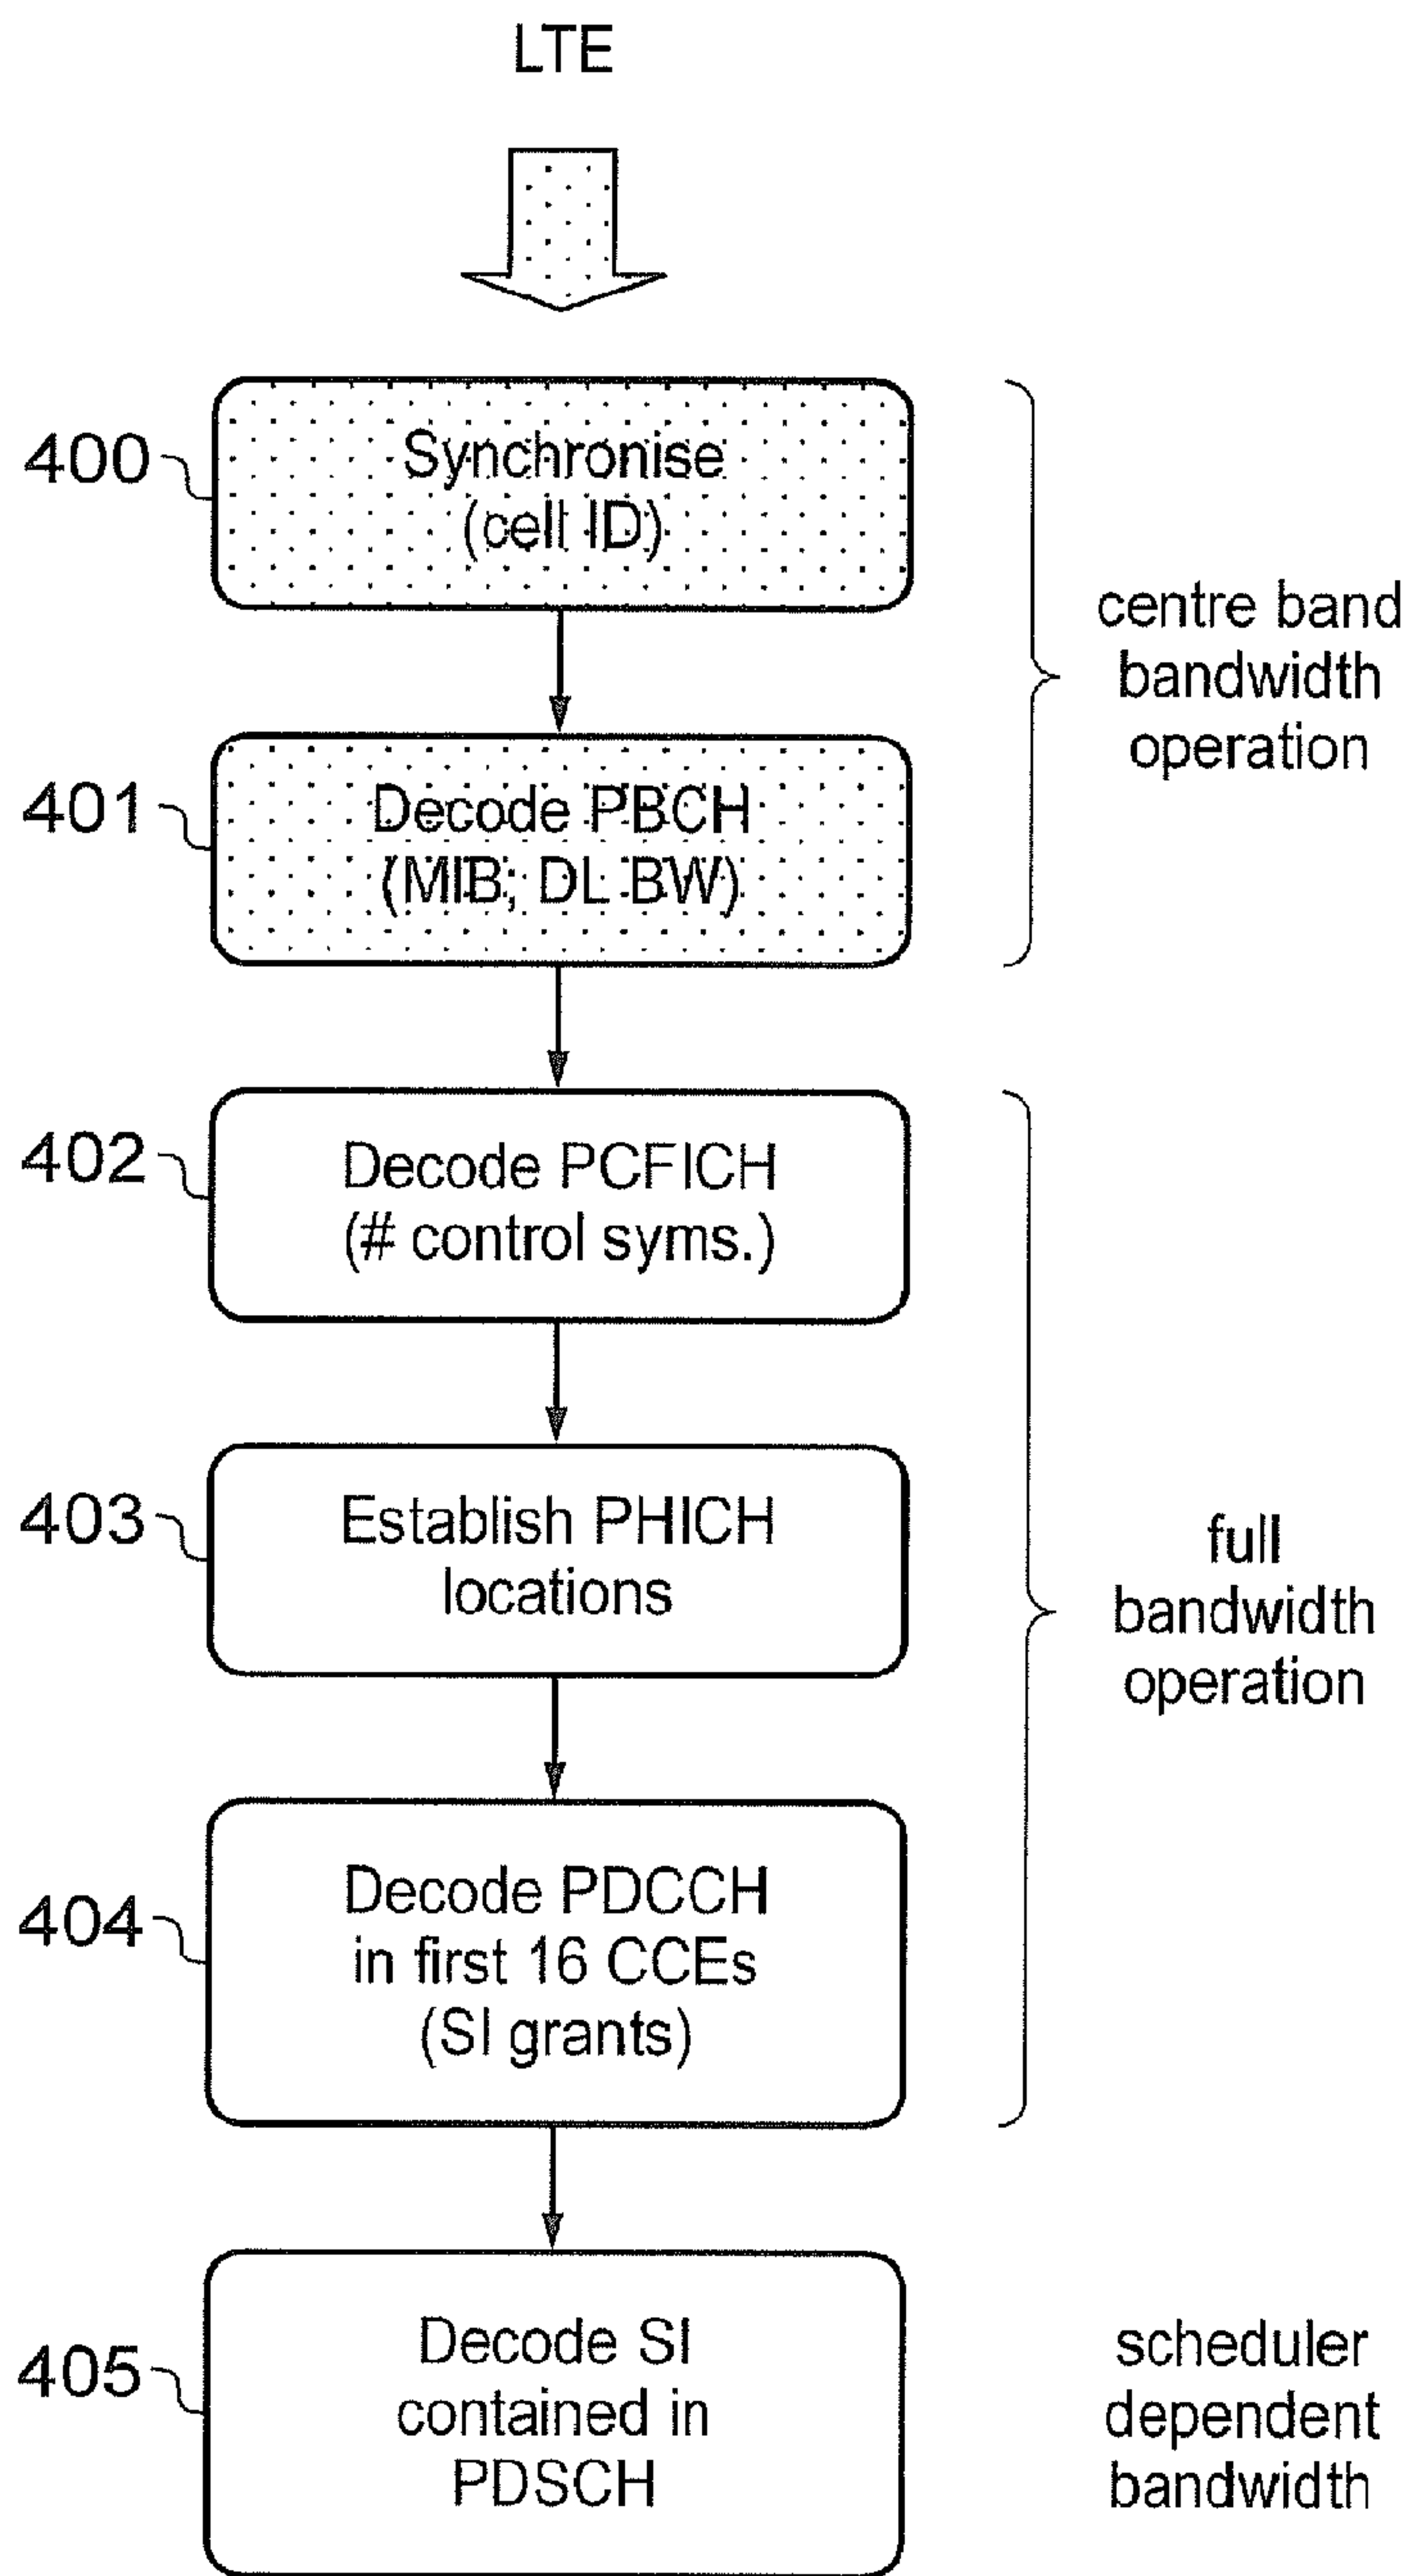 LTE
400
Synchronise
(cell ID)
401
Decode PBCH
(MIB; DL BW)
centre band
bandwidth
operation
402
Decode PCFICH
(# control syms.)
403
Establish PHICH
locations
full
bandwidth
operation
404
Decode PDCCH
in first 16 CCEs
(SI grants)
405
Decode SI
contained in
PDSCH
scheduler
dependent
bandwidth